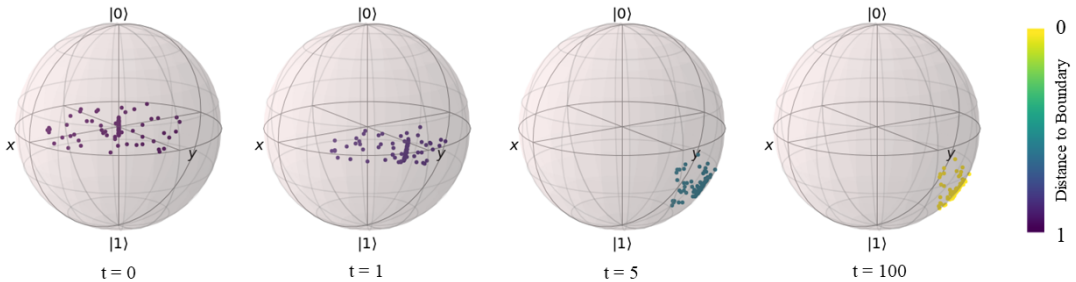 |0⟩
|0⟩
|0⟩
|0⟩
0
x
y
x
y
x
y
x
y
Distance to Boundary
|1⟩
|1⟩
|1⟩
|1⟩
1
t = 0
t = 1
t = 5
t = 100